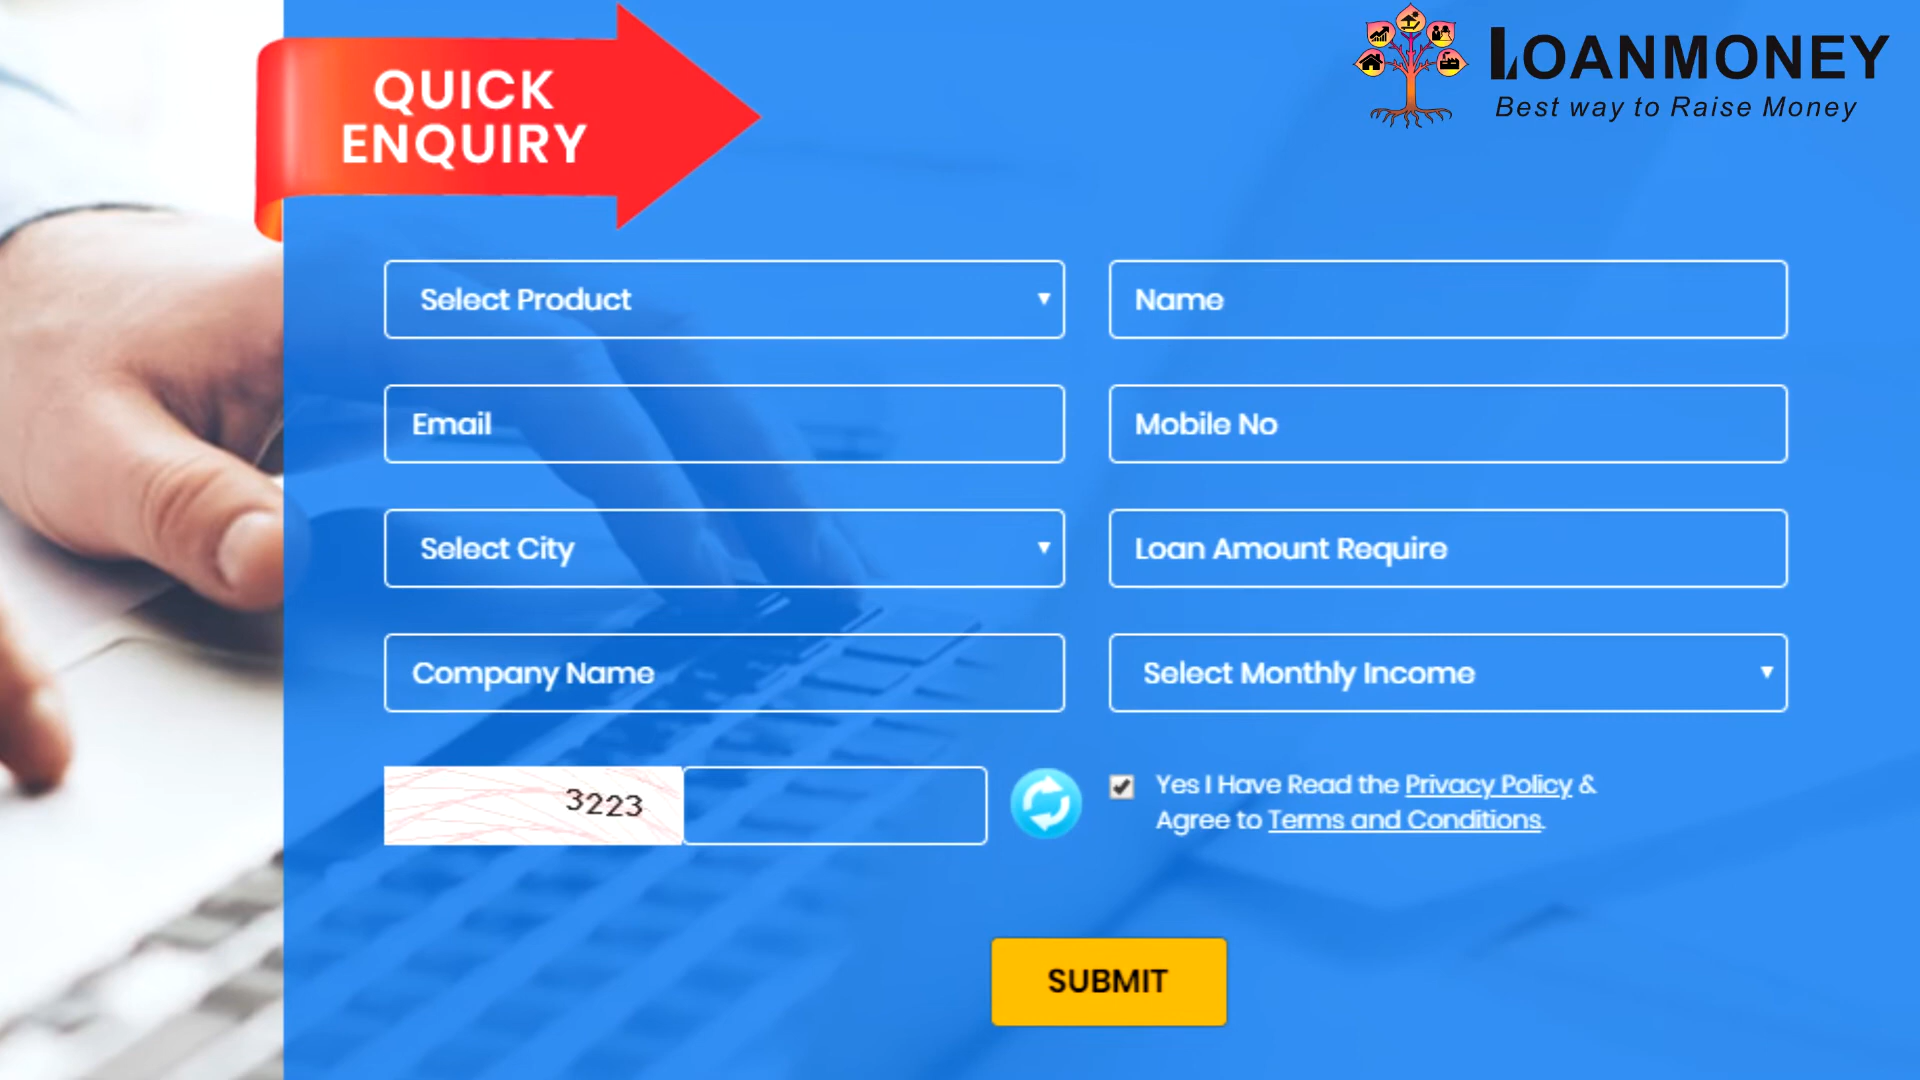 QUICK
ENQUIRY
LOANMONEY
Best way to Raise Money
Select Product
Name
Email
Mobile No
Select City
Loan Amount Require
Company Name
Select Monthly Income
3223
Yes I Have Read the Privacy Policy &
Agree to Terms and Conditions.
SUBMIT